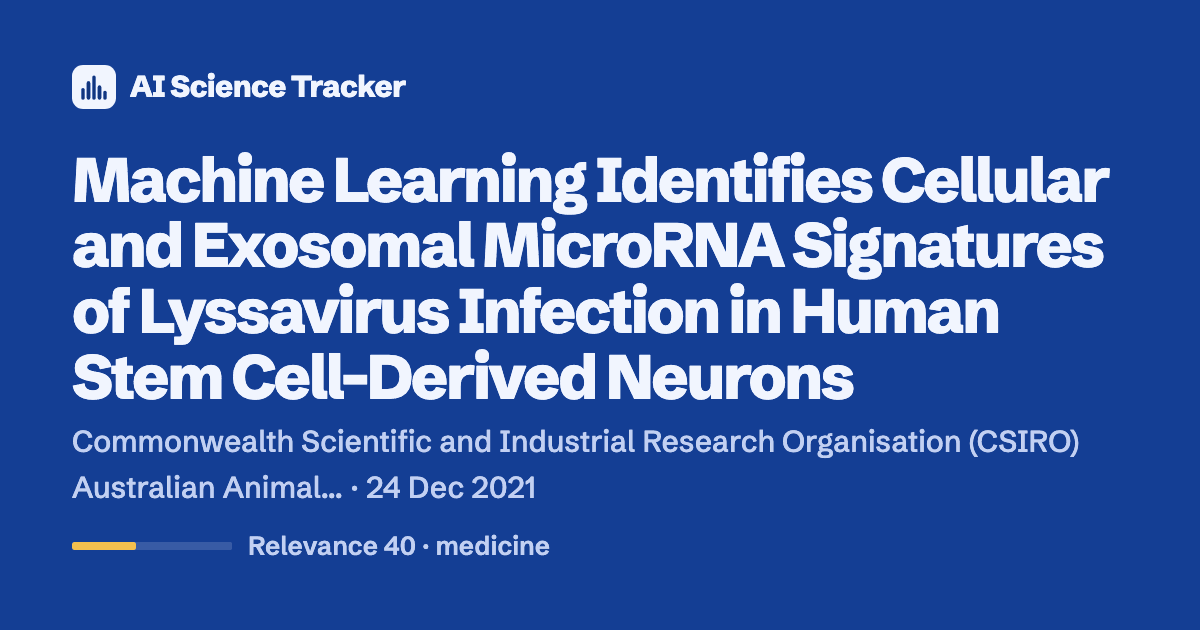 AI Science Tracker
Machine Learning Identifies Cellular
and Exosomal MicroRNA Signatures
of Lyssavirus Infection in Human
Stem Cell-Derived Neurons
Commonwealth Scientific and Industrial Research Organisation (CSIRO)
Australian Animal... · 24 Dec 2021
Relevance 40 · medicine